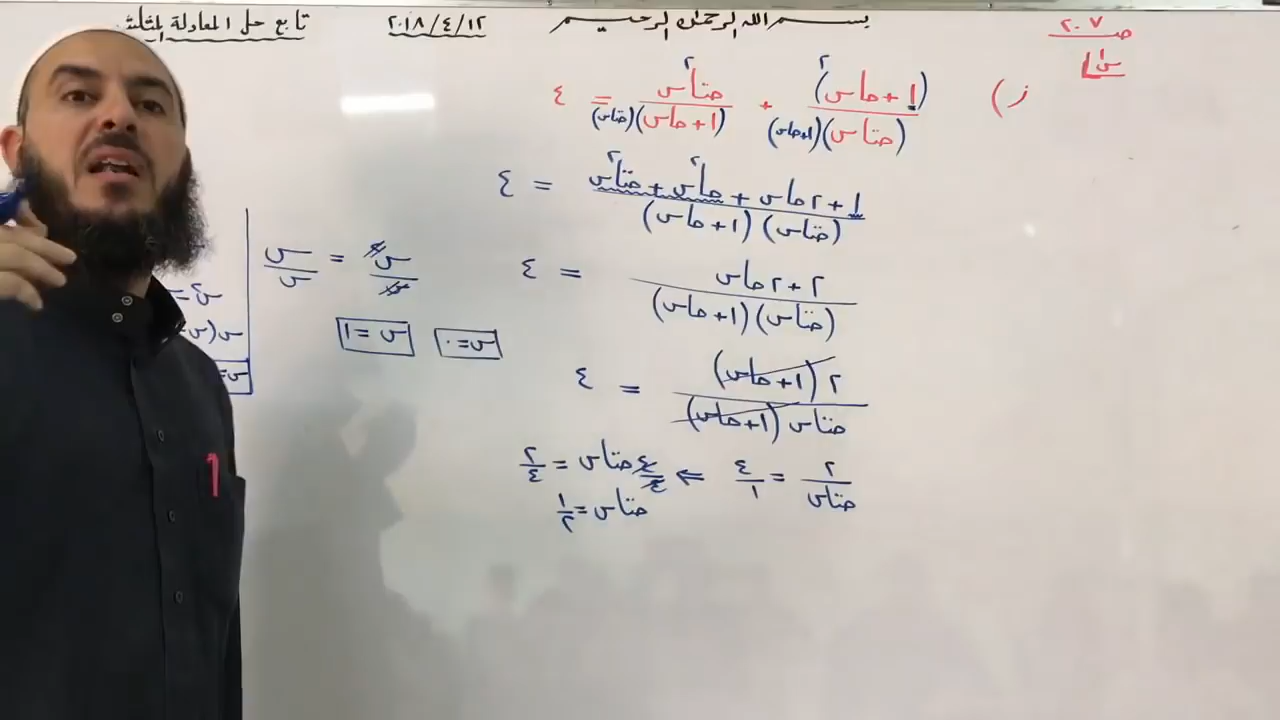 بسم الله الرحمن الرحيم
٢٠١٨/٤/١٢
تابع حل المعادلة المثلثية
ص ٢٠٧
س١
ز) (١+جاس)^٢ / (جتاس)(١+جاس) + جتا^٢س / (١+جاس)(جتاس) = ٤
١+٢جاس+جا^٢س+جتا^٢س / (جتاس)(١+جاس) = ٤
٢+٢جاس / (جتاس)(١+جاس) = ٤
٢(١+جاس) / جتاس(١+جاس) = ٤
٢/جتاس = ٤/١ ⇐ ٤جتاس/٤ = ٢/٤
جتاس = ١/٢
س^٢/س = س/س
س=٠ س=١
س٤ =
س(س-
س=